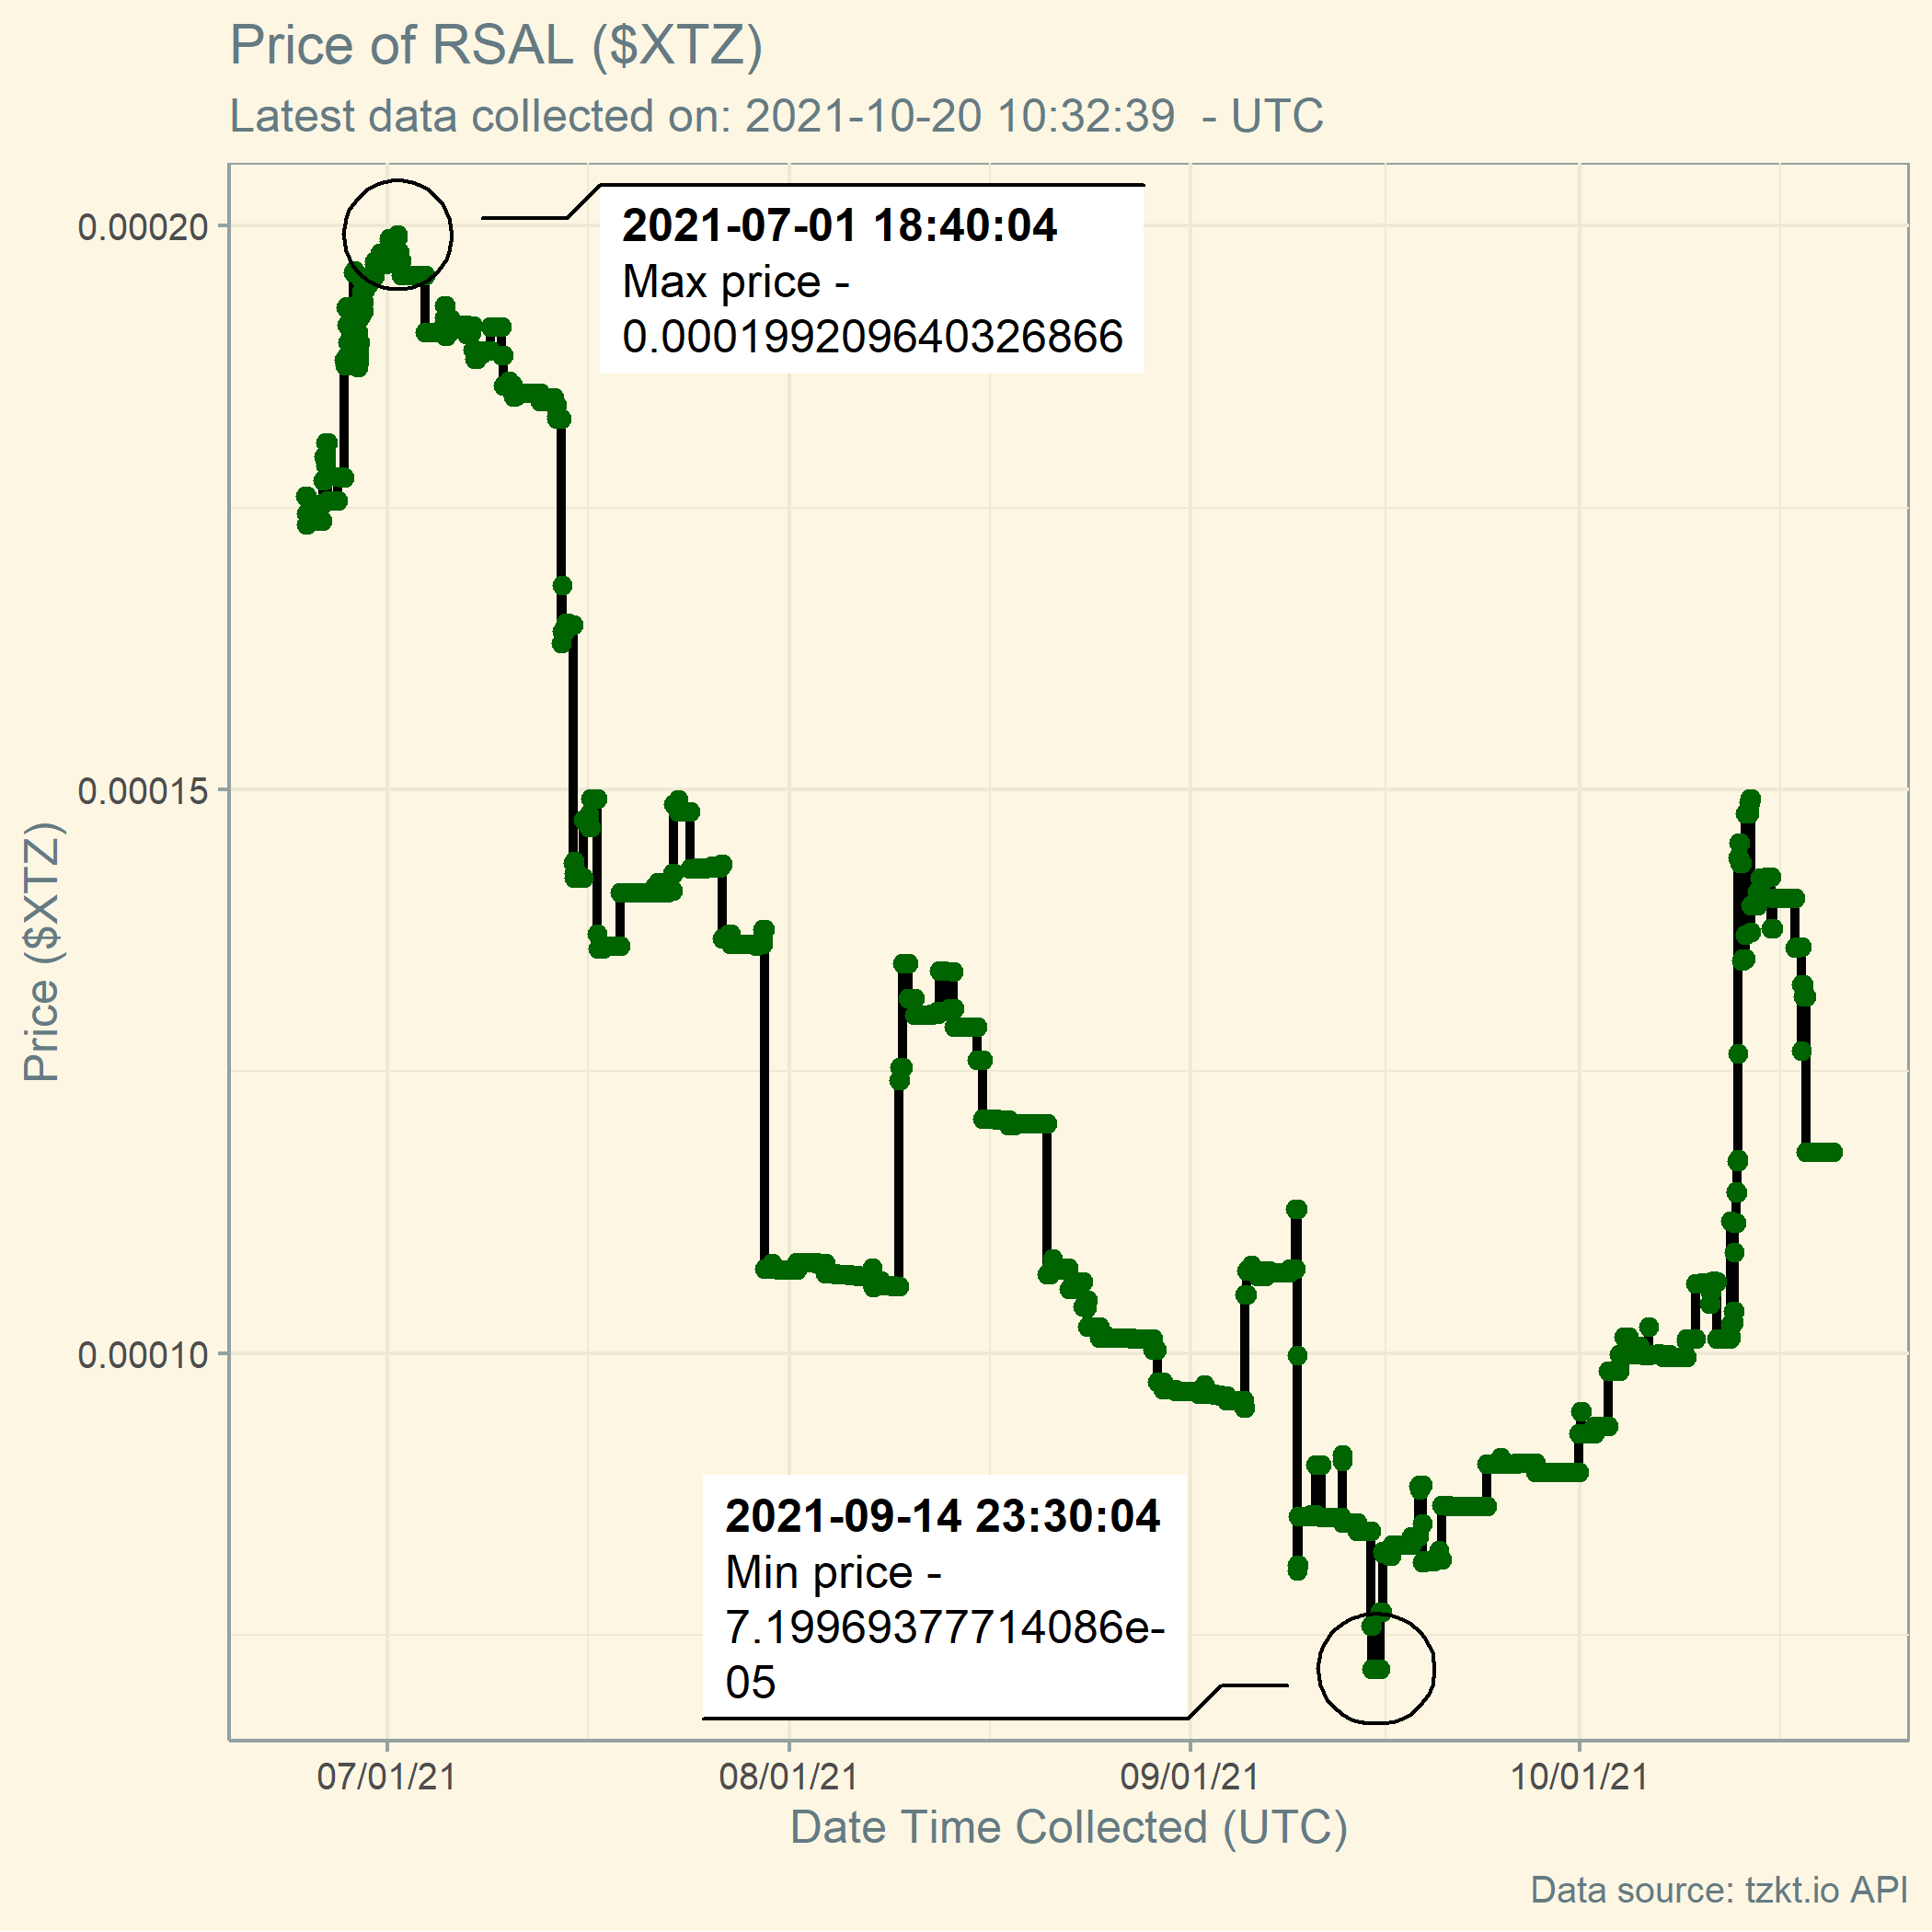 Price of RSAL ($XTZ)
Latest data collected on: 2021-10-20 10:32:39  - UTC
0.00020
0.00015
0.00010
Price ($XTZ)
2021-07-01 18:40:04
Max price -
0.000199209640326866
2021-09-14 23:30:04
Min price -
7.19969377714086e-
05
07/01/21
08/01/21
09/01/21
10/01/21
Date Time Collected (UTC)
Data source: tzkt.io API